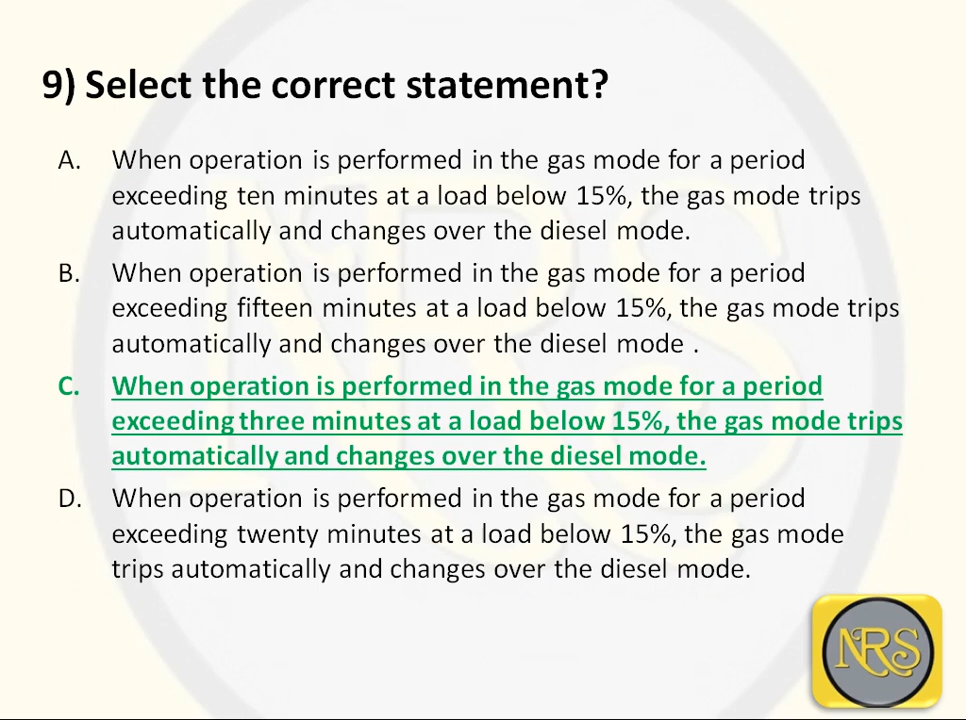 9) Select the correct statement?
A. When operation is performed in the gas mode for a period
exceeding ten minutes at a load below 15%, the gas mode trips
automatically and changes over the diesel mode.
B. When operation is performed in the gas mode for a period
exceeding fifteen minutes at a load below 15%, the gas mode trips
automatically and changes over the diesel mode .
C. When operation is performed in the gas mode for a period
exceeding three minutes at a load below 15%, the gas mode trips
automatically and changes over the diesel mode.
D. When operation is performed in the gas mode for a period
exceeding twenty minutes at a load below 15%, the gas mode
trips automatically and changes over the diesel mode.
NRS